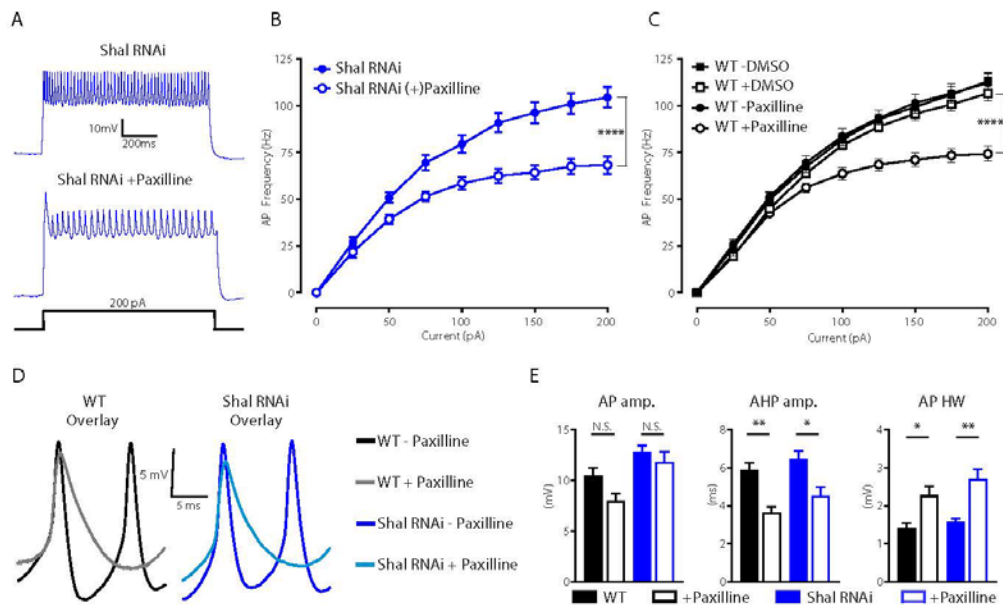 A
Shal RNAi
10mV
200ms
Shal RNAi +Paxilline
200 pA
B
Shal RNAi
Shal RNAi (+)Paxilline
AP Frequency (Hz)
125
100
75
50
25
0
****
0 50 100 150 200
Current (pA)
C
WT -DMSO
WT +DMSO
WT -Paxilline
WT +Paxilline
AP Frequency (Hz)
125
100
75
50
25
0
****
0 50 100 150 200
Current (pA)
D
WT
Overlay
Shal RNAi
Overlay
5 mV
5 ms
WT - Paxilline
WT + Paxilline
Shal RNAi - Paxilline
Shal RNAi + Paxilline
E
AP amp.
N.S. N.S.
(mV)
15
10
5
0
AHP amp.
** *
(ms)
8
6
4
2
0
AP HW
* **
(mV)
4
3
2
1
0
WT +Paxilline Shal RNAi +Paxilline